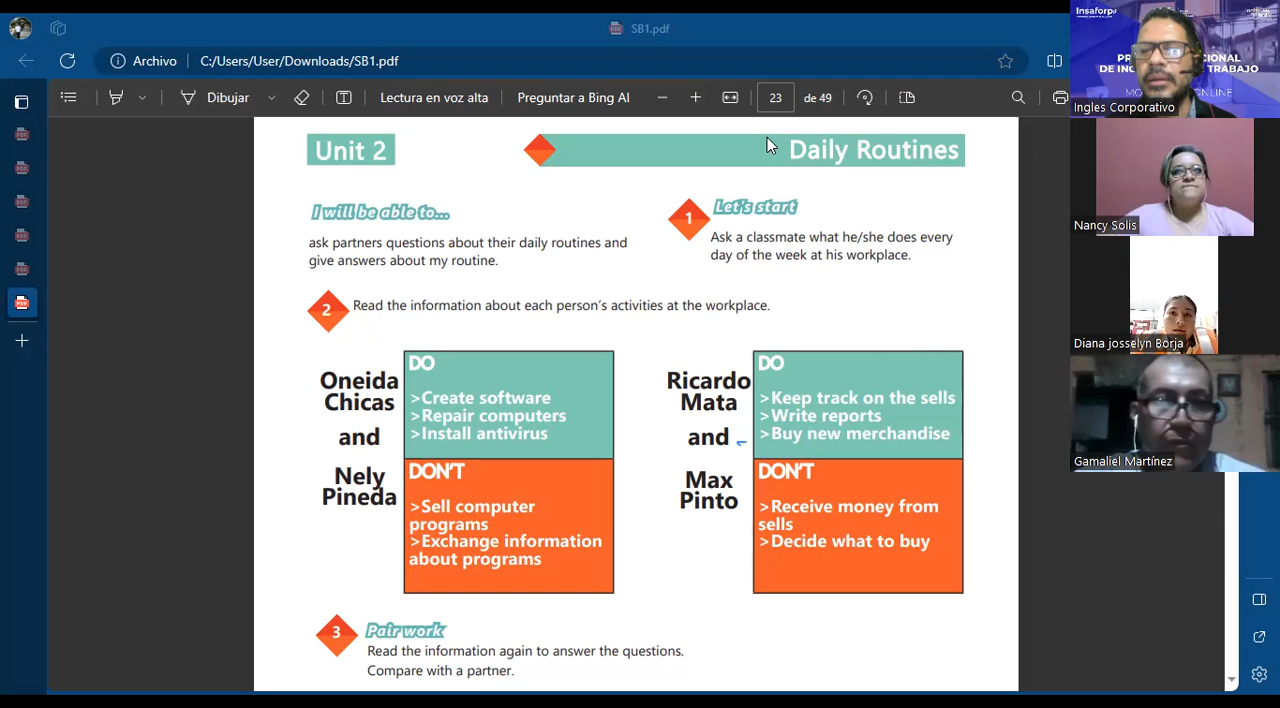 SB1.pdf
Archivo
C:/Users/User/Downloads/SB1.pdf
Dibujar
Lectura en voz alta
Preguntar a Bing AI
23
de 49
Unit 2
Daily Routines
I will be able to...
ask partners questions about their daily routines and
give answers about my routine.
1
Let's start
Ask a classmate what he/she does every
day of the week at his workplace.
2
Read the information about each person's activities at the workplace.
Oneida
Chicas
and
Nely
Pineda
DO
>Create software
>Repair computers
>Install antivirus
DON'T
>Sell computer
programs
>Exchange information
about programs
Ricardo
Mata
and
Max
Pinto
DO
>Keep track on the sells
>Write reports
>Buy new merchandise
DON'T
>Receive money from
sells
>Decide what to buy
3
Pair work
Read the information again to answer the questions.
Compare with a partner.
Insaforp
DE
TRABAJO
ONLINE
Ingles Corporativo
Nancy Solis
Diana josselyn Borja
Gamaliel Martínez